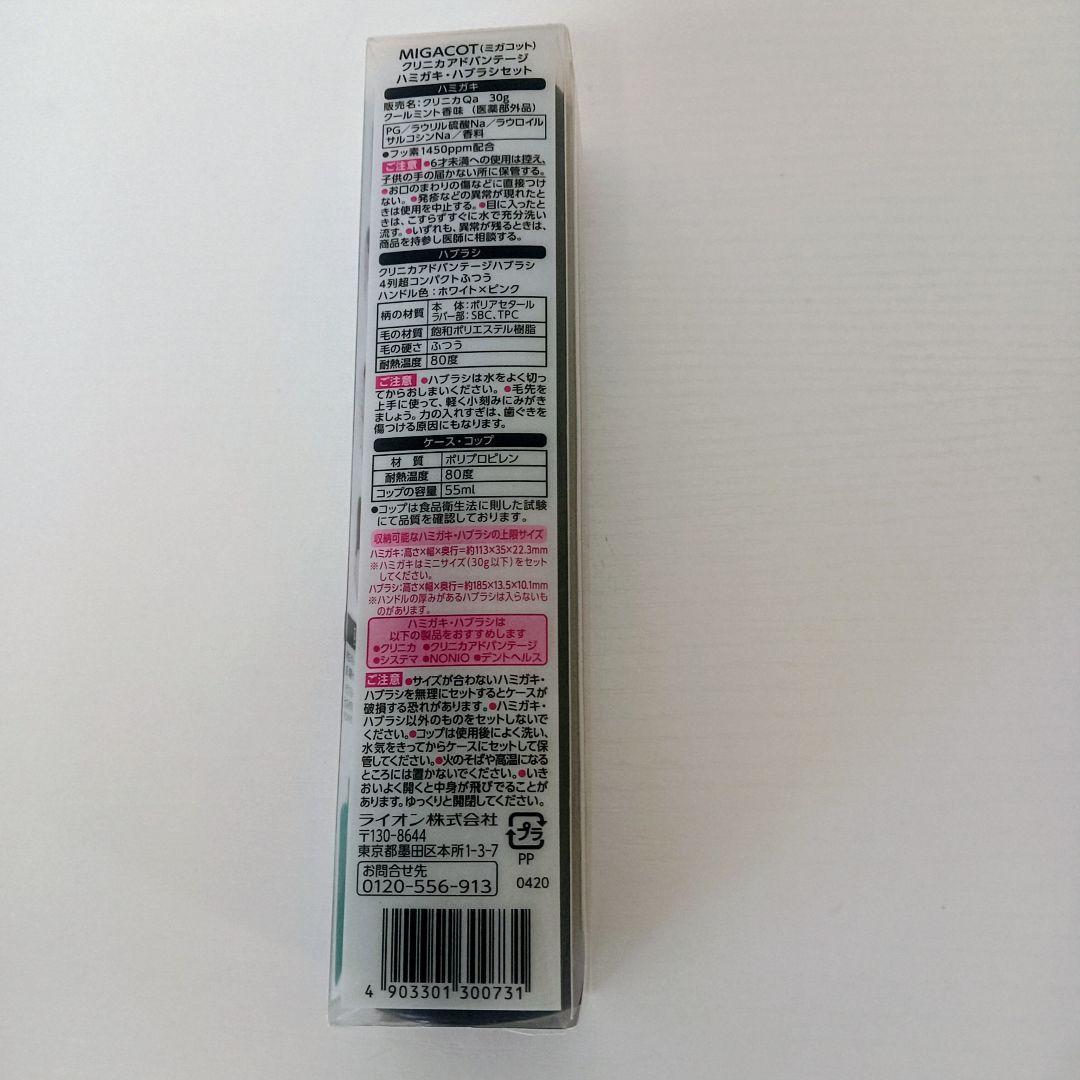 MIGACOT(ミガコット)
クリニカアドバンテージ
ハミガキ・ハブラシセット
ハミガキ
販売名:クリニカQa 30g
クールミント香味 (医薬部外品)
PG/ラウリル硫酸Na/ラウロイル
サルコシンNa/香料
●フッ素1450ppm配合
ご注意 ●6才未満への使用は控え、
子供の手の届かない所に保管する。
●お口のまわりの傷などに直接つけ
ない。●発疹などの異常が現れたと
きは使用を中止する。●目に入ったと
きは、こすらずすぐに水で充分洗い
流す。●いずれも、異常が残るときは、
商品を持参し医師に相談する。
ハブラシ
クリニカアドバンテージハブラシ
4列超コンパクトふつう
ハンドル色:ホワイト×ピンク
柄の材質 本 体:ポリアセタール
ラバー部:SBC、TPC
毛の材質 飽和ポリエステル樹脂
毛の硬さ ふつう
耐熱温度 80度
ご注意 ●ハブラシは水をよく切っ
てからおしまいください。●毛先を
上手に使って、軽く小刻みにみがき
ましょう。力の入れすぎは、歯ぐきを
傷つける原因にもなります。
ケース・コップ
材 質 ポリプロピレン
耐熱温度 80度
コップの容量 55ml
●コップは食品衛生法に則した試験
にて品質を確認しております。
収納可能なハミガキ・ハブラシの上限サイズ
ハミガキ:高さ×幅×奥行=約113×35×22.3mm
※ハミガキはミニサイズ(30g以下)をセット
してください。
ハブラシ:高さ×幅×奥行=約185×13.5×10.1mm
※ハンドルの厚みがあるハブラシは入らないも
のがあります。
ハミガキ・ハブラシは
以下の製品をおすすめします
●クリニカ ●クリニカアドバンテージ
●システマ ●NONIO ●デントヘルス
ご注意 ●サイズが合わないハミガキ・
ハブラシを無理にセットするとケースが
破損する恐れがあります。●ハミガキ・
ハブラシ以外のものをセットしないで
ください。●コップは使用後によく洗い、
水気をきってからケースにセットして保
管してください。●火のそばや高温になる
ところには置かないでください。●いき
おいよく開くと中身が飛びでることが
あります。ゆっくりと開閉してください。
ライオン株式会社
〒130-8644
東京都墨田区本所1-3-7
プラ
PP
お問合せ先
0120-556-913
0420
4 903301 300731